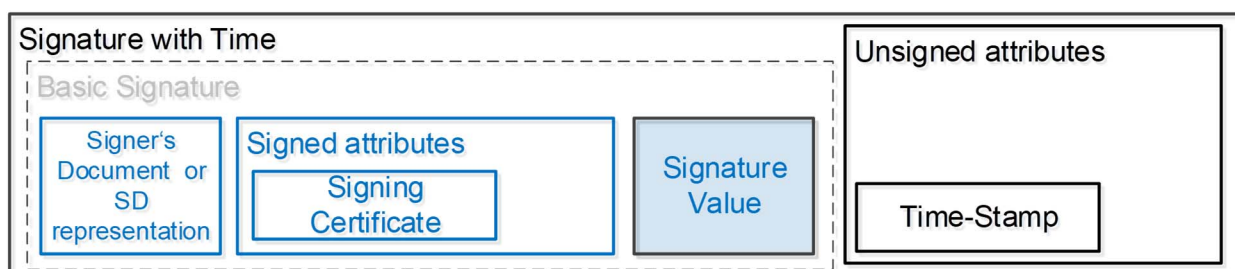 Signature with Time
Basic Signature
Signer‘s
Document or
SD
representation
Signed attributes
Signing
Certificate
Signature
Value
Unsigned attributes
Time-Stamp